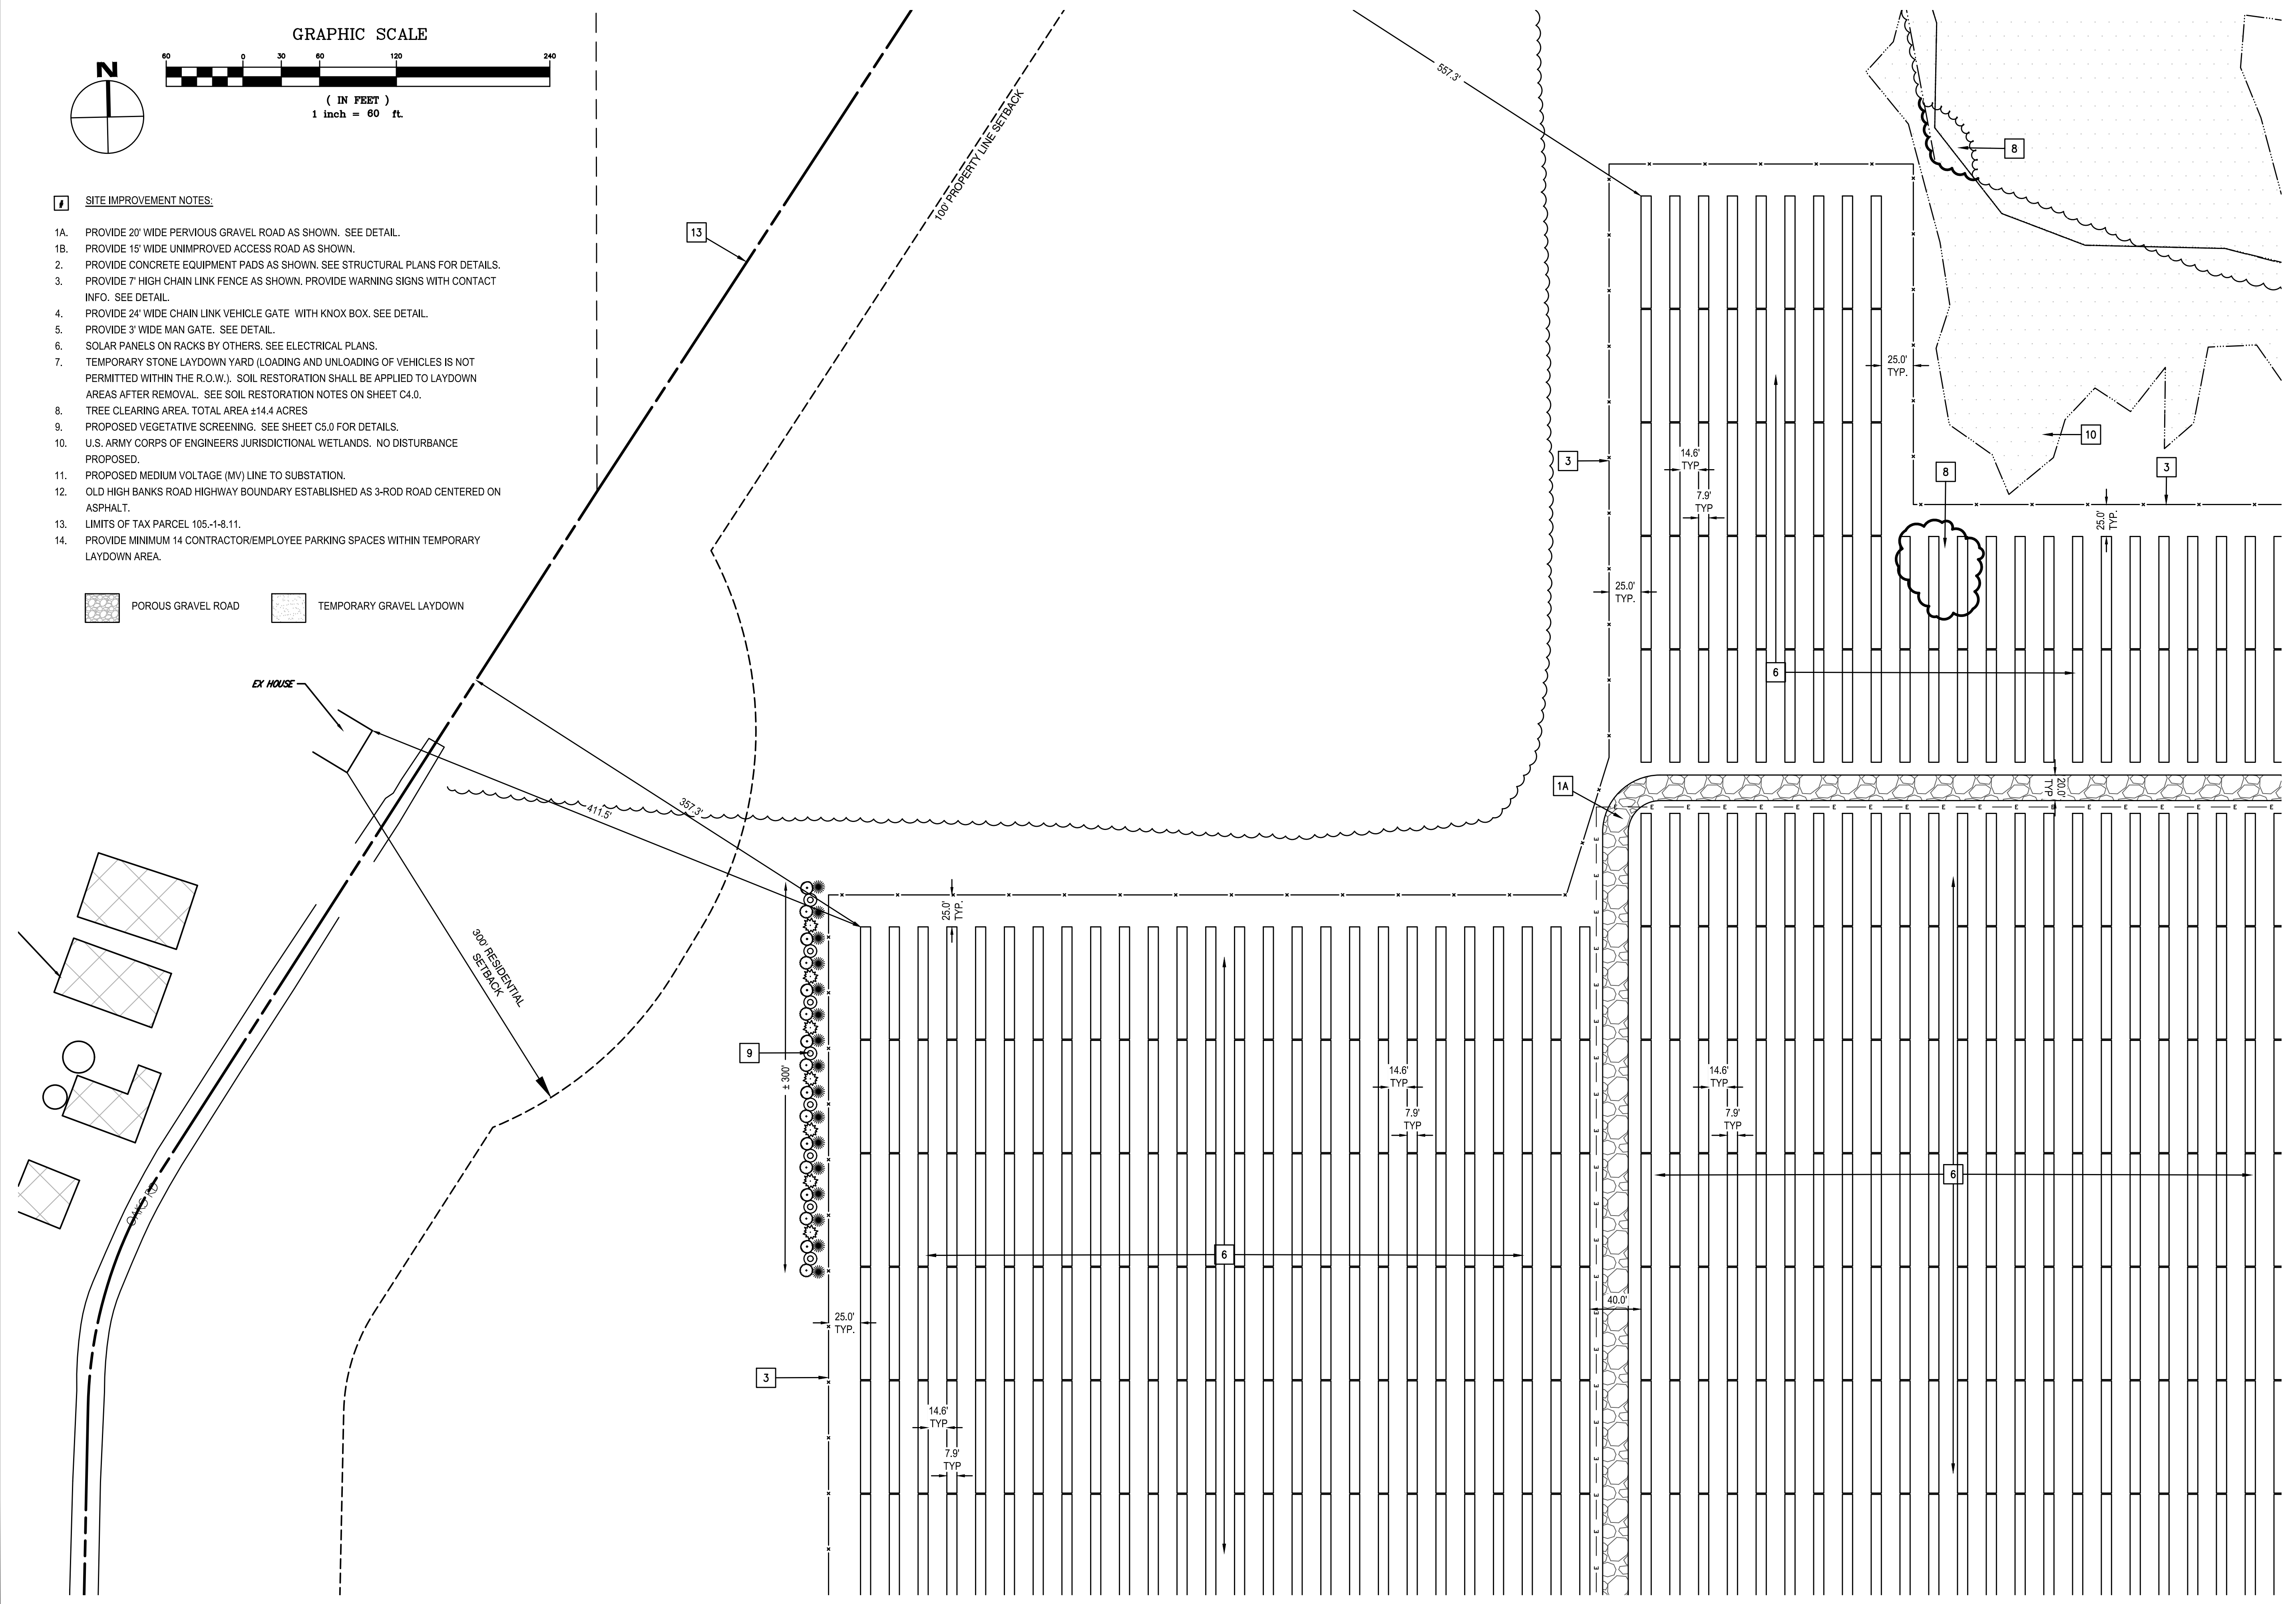 GRAPHIC SCALE
60 0 30 60 120 240
( IN FEET )
1 inch = 60 ft.
N
# SITE IMPROVEMENT NOTES:
1A. PROVIDE 20' WIDE PERVIOUS GRAVEL ROAD AS SHOWN. SEE DETAIL.
1B. PROVIDE 15' WIDE UNIMPROVED ACCESS ROAD AS SHOWN.
2. PROVIDE CONCRETE EQUIPMENT PADS AS SHOWN. SEE STRUCTURAL PLANS FOR DETAILS.
3. PROVIDE 7' HIGH CHAIN LINK FENCE AS SHOWN. PROVIDE WARNING SIGNS WITH CONTACT
INFO. SEE DETAIL.
4. PROVIDE 24' WIDE CHAIN LINK VEHICLE GATE WITH KNOX BOX. SEE DETAIL.
5. PROVIDE 3' WIDE MAN GATE. SEE DETAIL.
6. SOLAR PANELS ON RACKS BY OTHERS. SEE ELECTRICAL PLANS.
7. TEMPORARY STONE LAYDOWN YARD (LOADING AND UNLOADING OF VEHICLES IS NOT
PERMITTED WITHIN THE R.O.W.). SOIL RESTORATION SHALL BE APPLIED TO LAYDOWN
AREAS AFTER REMOVAL. SEE SOIL RESTORATION NOTES ON SHEET C4.0.
8. TREE CLEARING AREA. TOTAL AREA ±14.4 ACRES
9. PROPOSED VEGETATIVE SCREENING. SEE SHEET C5.0 FOR DETAILS.
10. U.S. ARMY CORPS OF ENGINEERS JURISDICTIONAL WETLANDS. NO DISTURBANCE
PROPOSED.
11. PROPOSED MEDIUM VOLTAGE (MV) LINE TO SUBSTATION.
12. OLD HIGH BANKS ROAD HIGHWAY BOUNDARY ESTABLISHED AS 3-ROD ROAD CENTERED ON
ASPHALT.
13. LIMITS OF TAX PARCEL 105.-1-8.11.
14. PROVIDE MINIMUM 14 CONTRACTOR/EMPLOYEE PARKING SPACES WITHIN TEMPORARY
LAYDOWN AREA.
POROUS GRAVEL ROAD
TEMPORARY GRAVEL LAYDOWN
EX HOUSE
13
100' PROPERTY LINE SETBACK
557.3'
8
25.0'
TYP.
10
3
8
3
14.6'
TYP
7.9'
TYP
25.0'
TYP.
25.0'
TYP.
6
1A
20.0'
TYP
E E E E E E E E E E E E E E E E E E
411.5'
357.3'
25.0'
TYP.
300' RESIDENTIAL
SETBACK
9
± 300'
14.6'
TYP
7.9'
TYP
14.6'
TYP
7.9'
TYP
6
6
OAKS RD
40.0'
25.0'
TYP.
3
14.6'
TYP
7.9'
TYP